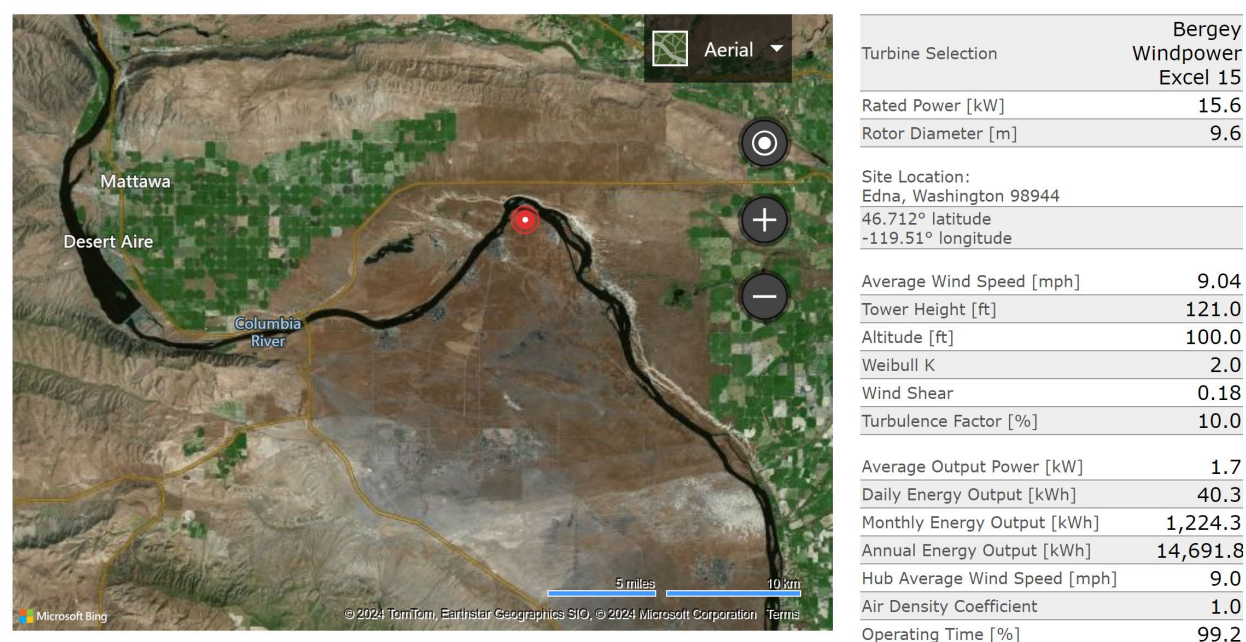 Aerial
Mattawa
Desert Aire
Columbia
River
5 miles
10 km
Microsoft Bing
© 2024 TomTom, Earthstar Geographics SIO, © 2024 Microsoft Corporation Terms
Turbine Selection Bergey
Windpower
Excel 15
Rated Power [kW] 15.6
Rotor Diameter [m] 9.6
Site Location:
Edna, Washington 98944
46.712° latitude
-119.51° longitude
Average Wind Speed [mph] 9.04
Tower Height [ft] 121.0
Altitude [ft] 100.0
Weibull K 2.0
Wind Shear 0.18
Turbulence Factor [%] 10.0
Average Output Power [kW] 1.7
Daily Energy Output [kWh] 40.3
Monthly Energy Output [kWh] 1,224.3
Annual Energy Output [kWh] 14,691.8
Hub Average Wind Speed [mph] 9.0
Air Density Coefficient 1.0
Operating Time [%] 99.2